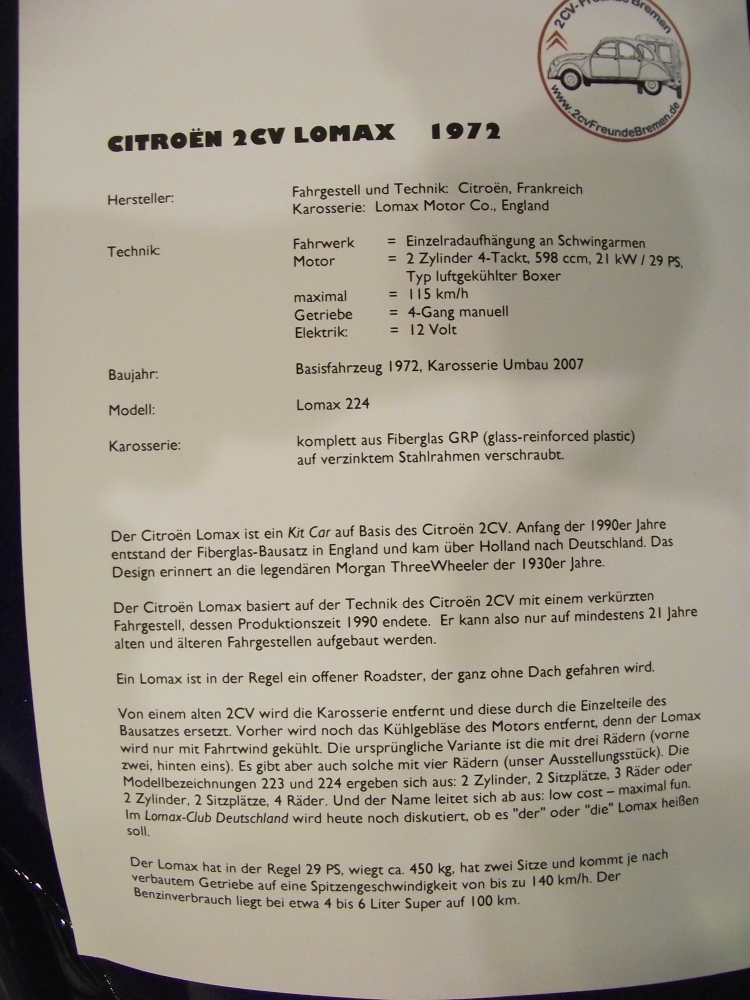 2CV-Freunde Bremen
www.2cvFreundeBremen.de
CITROËN 2CV LOMAX 1972
Hersteller: Fahrgestell und Technik: Citroën, Frankreich
Karosserie: Lomax Motor Co., England
Technik: Fahrwerk = Einzelradaufhängung an Schwingarmen
Motor = 2 Zylinder 4-Tackt, 598 ccm, 21 kW / 29 PS,
Typ luftgekühlter Boxer
maximal = 115 km/h
Getriebe = 4-Gang manuell
Elektrik: = 12 Volt
Baujahr: Basisfahrzeug 1972, Karosserie Umbau 2007
Modell: Lomax 224
Karosserie: komplett aus Fiberglas GRP (glass-reinforced plastic)
auf verzinktem Stahlrahmen verschraubt.
Der Citroën Lomax ist ein Kit Car auf Basis des Citroën 2CV. Anfang der 1990er Jahre
entstand der Fiberglas-Bausatz in England und kam über Holland nach Deutschland. Das
Design erinnert an die legendären Morgan ThreeWheeler der 1930er Jahre.
Der Citroën Lomax basiert auf der Technik des Citroën 2CV mit einem verkürzten
Fahrgestell, dessen Produktionszeit 1990 endete. Er kann also nur auf mindestens 21 Jahre
alten und älteren Fahrgestellen aufgebaut werden.
Ein Lomax ist in der Regel ein offener Roadster, der ganz ohne Dach gefahren wird.
Von einem alten 2CV wird die Karosserie entfernt und diese durch die Einzelteile des
Bausatzes ersetzt. Vorher wird noch das Kühlgebläse des Motors entfernt, denn der Lomax
wird nur mit Fahrtwind gekühlt. Die ursprüngliche Variante ist die mit drei Rädern (vorne
zwei, hinten eins). Es gibt aber auch solche mit vier Rädern (unser Ausstellungsstück). Die
Modellbezeichnungen 223 und 224 ergeben sich aus: 2 Zylinder, 2 Sitzplätze, 3 Räder oder
2 Zylinder, 2 Sitzplätze, 4 Räder. Und der Name leitet sich ab aus: low cost – maximal fun.
Im Lomax-Club Deutschland wird heute noch diskutiert, ob es "der" oder "die" Lomax heißen
soll.
Der Lomax hat in der Regel 29 PS, wiegt ca. 450 kg, hat zwei Sitze und kommt je nach
verbautem Getriebe auf eine Spitzengeschwindigkeit von bis zu 140 km/h. Der
Benzinverbrauch liegt bei etwa 4 bis 6 Liter Super auf 100 km.